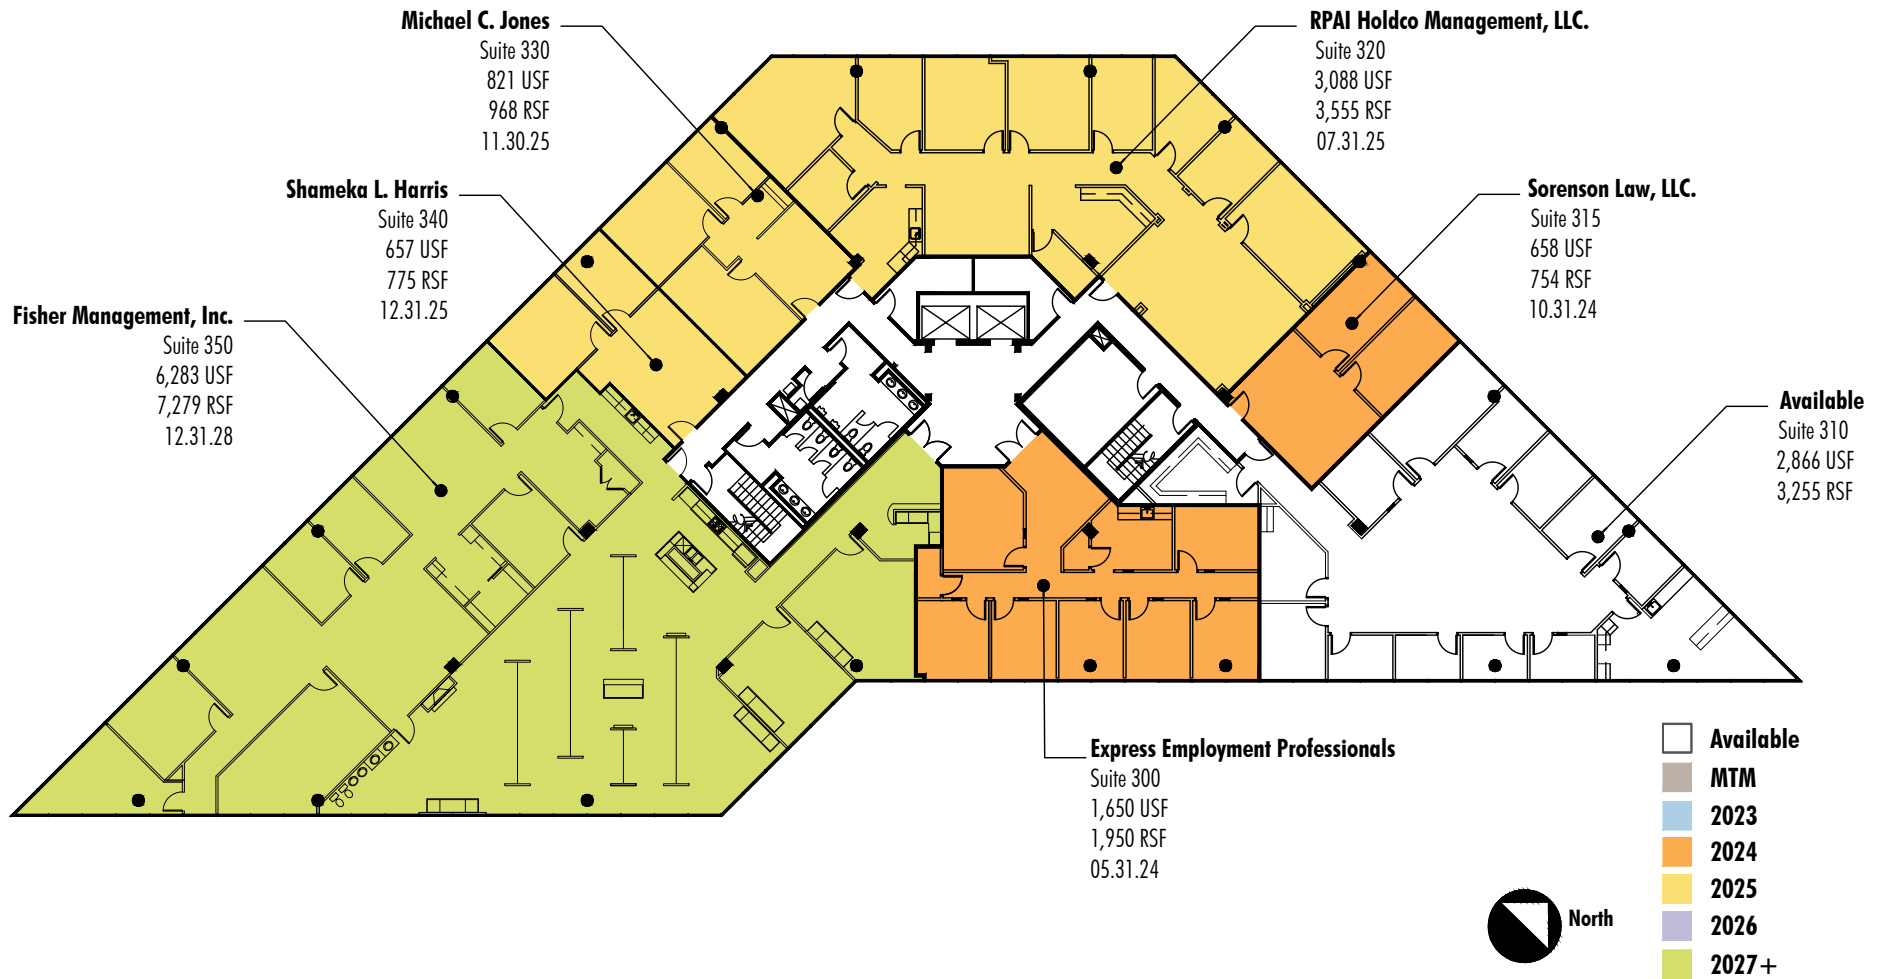 Michael C. Jones
Suite 330
821 USF
968 RSF
11.30.25
RPAI Holdco Management, LLC.
Suite 320
3,088 USF
3,555 RSF
07.31.25
Shameka L. Harris
Suite 340
657 USF
775 RSF
12.31.25
Sorenson Law, LLC.
Suite 315
658 USF
754 RSF
10.31.24
Fisher Management, Inc.
Suite 350
6,283 USF
7,279 RSF
12.31.28
Available
Suite 310
2,866 USF
3,255 RSF
Express Employment Professionals
Suite 300
1,650 USF
1,950 RSF
05.31.24
Available
MTM
2023
2024
2025
2026
2027+
North